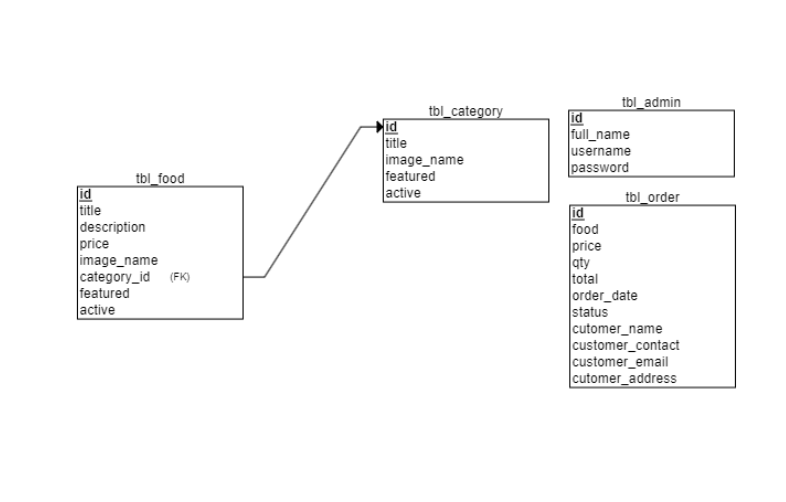 tbl_food
id
title
description
price
image_name
category_id (FK)
featured
active
tbl_category
id
title
image_name
featured
active
tbl_admin
id
full_name
username
password
tbl_order
id
food
price
qty
total
order_date
status
cutomer_name
customer_contact
customer_email
cutomer_address